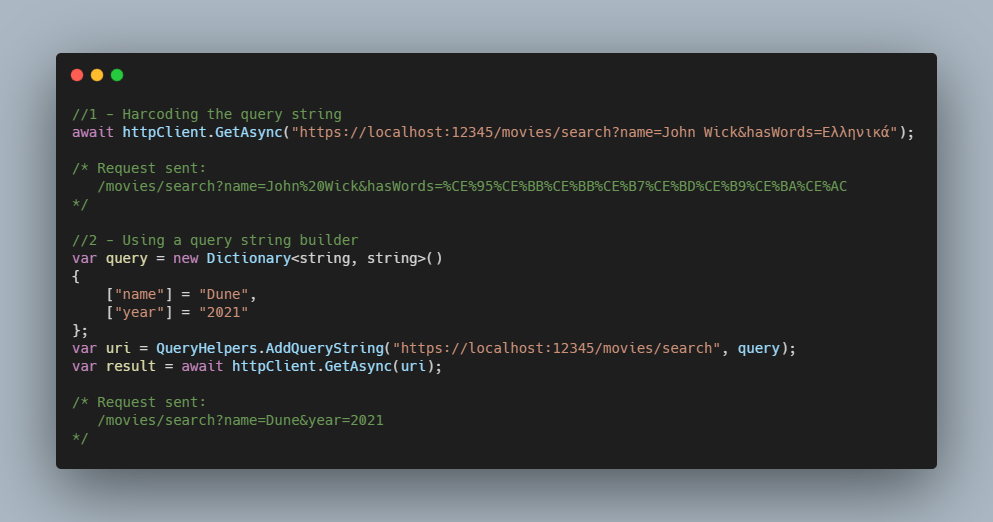 //1 - Harcoding the query string
await httpClient.GetAsync("https://localhost:12345/movies/search?name=John Wick&hasWords=Ελληνικά");
/* Request sent:
/movies/search?name=John%20Wick&hasWords=%CE%95%CE%BB%CE%BB%CE%B7%CE%BD%CE%B9%CE%BA%CE%AC
*/
//2 - Using a query string builder
var query = new Dictionary<string, string>()
{
["name"] = "Dune",
["year"] = "2021"
};
var uri = QueryHelpers.AddQueryString("https://localhost:12345/movies/search", query);
var result = await httpClient.GetAsync(uri);
/* Request sent:
/movies/search?name=Dune&year=2021
*/